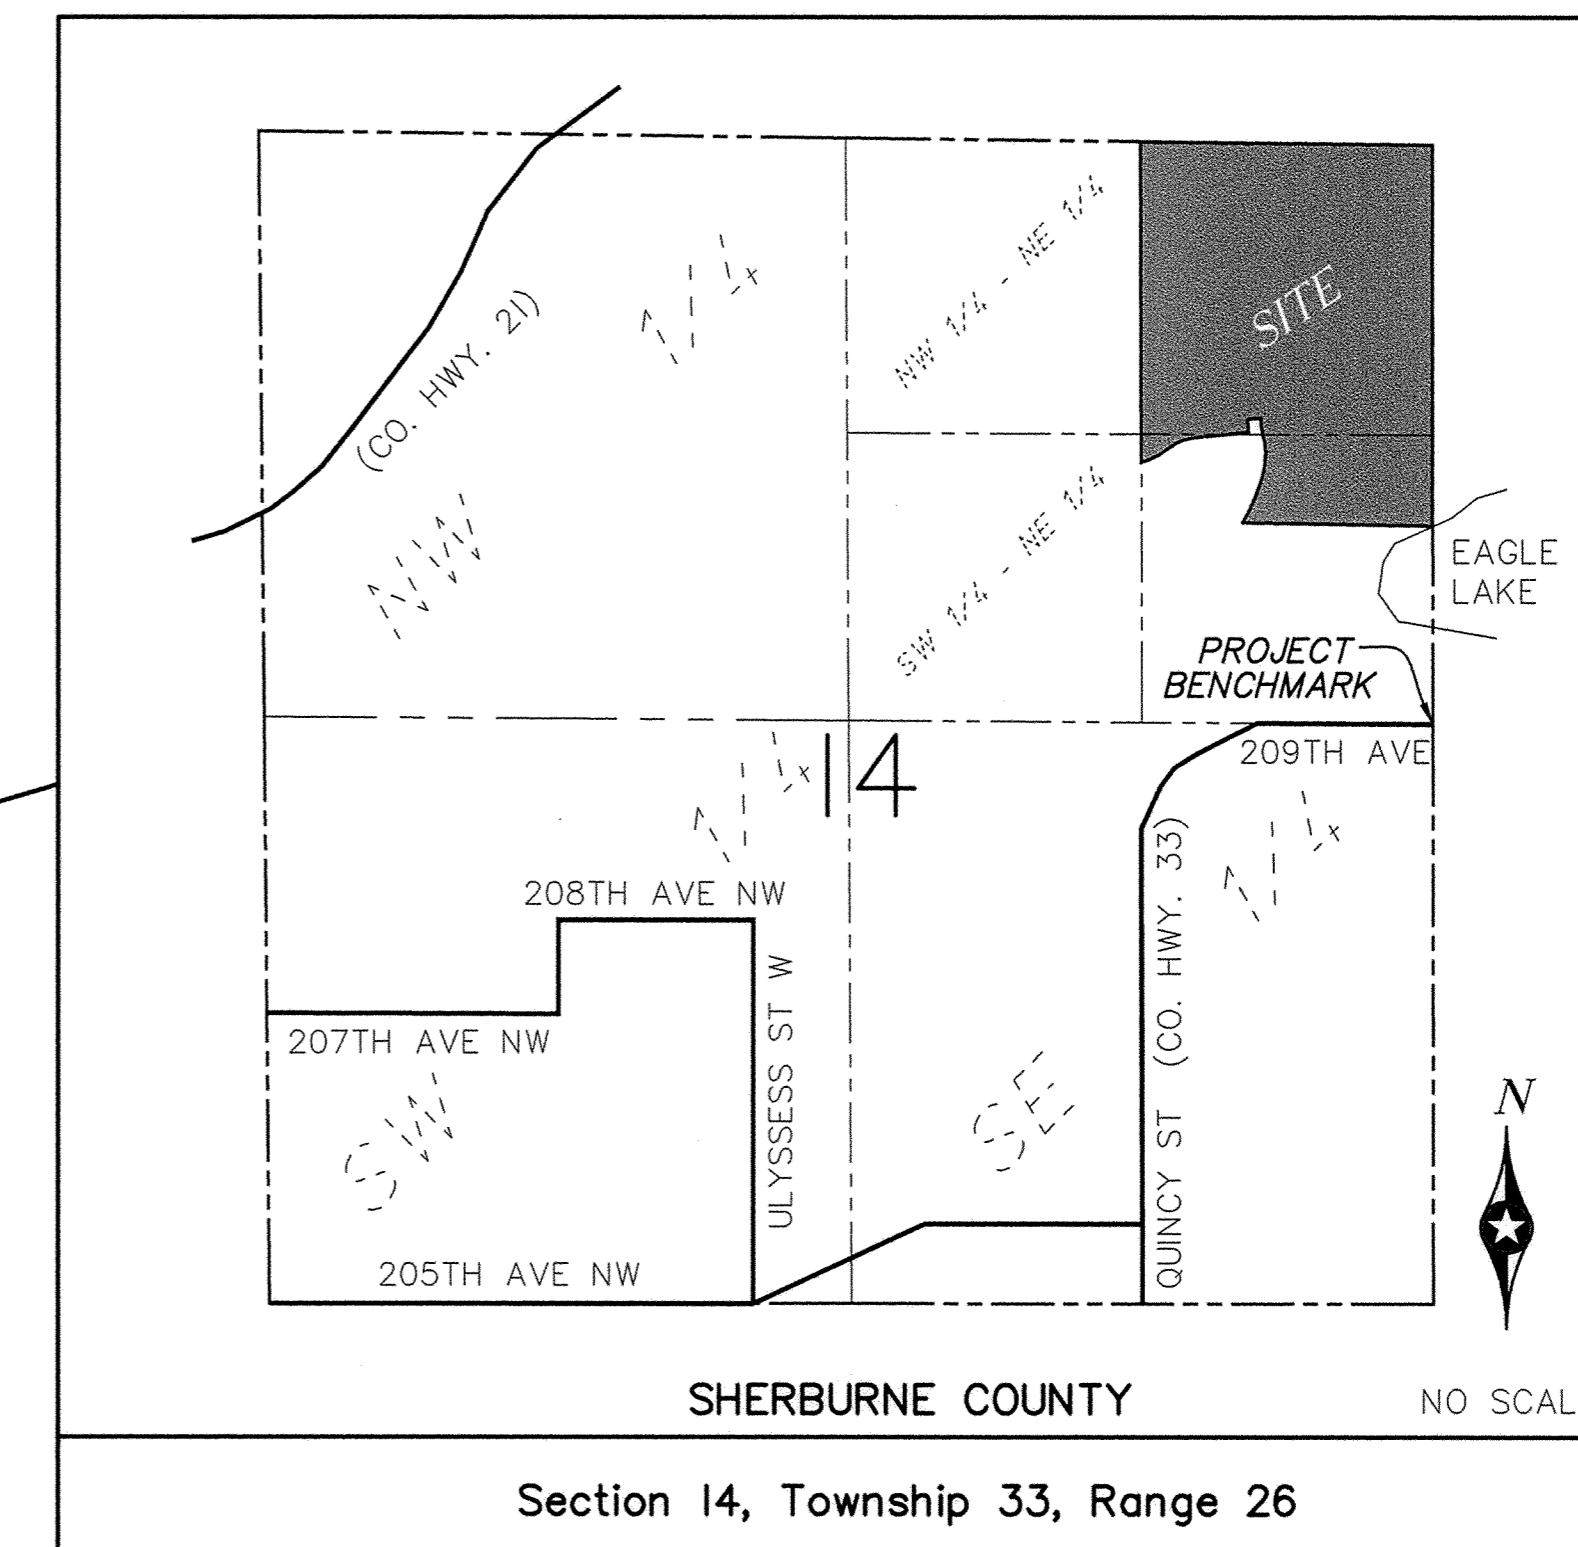 (CO. HWY. 21)
NW 1/4
NW 1/4 - NE 1/4
SITE
SW 1/4 - NE 1/4
EAGLE
LAKE
PROJECT
BENCHMARK
14
209TH AVE
SW 1/4
208TH AVE NW
207TH AVE NW
ULYSSESS ST W
205TH AVE NW
SE 1/4
QUINCY ST (CO. HWY. 33)
N
SHERBURNE COUNTY
NO SCAL
Section 14, Township 33, Range 26